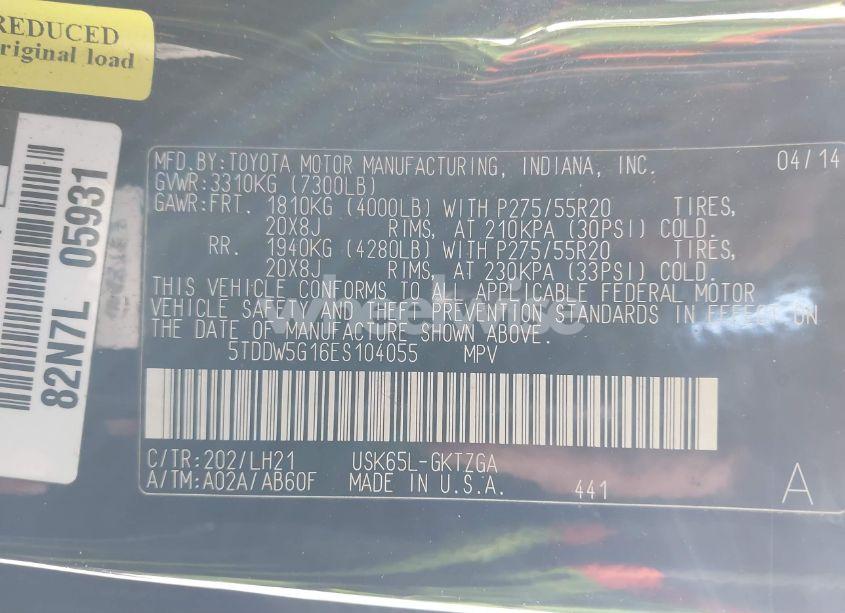 REDUCED
original load
82N7L 05931
MFD.BY:TOYOTA MOTOR MANUFACTURING, INDIANA, INC. 04/14
GVWR:3310KG (7300LB)
GAWR:FRT. 1810KG (4000LB) WITH P275/55R20 TIRES,
20X8J RIMS, AT 210KPA (30PSI) COLD.
RR. 1940KG (4280LB) WITH P275/55R20 TIRES,
20X8J RIMS, AT 230KPA (33PSI) COLD.
THIS VEHICLE CONFORMS TO ALL APPLICABLE FEDERAL MOTOR
VEHICLE SAFETY AND THEFT PREVENTION STANDARDS IN EFFECT ON
THE DATE OF MANUFACTURE SHOWN ABOVE.
wheelwise
5TDDW5G16ES104055 MPV
C/TR:202/LH21 USK65L-GKTZGA
A/TM:A02A/AB60F MADE IN U.S.A. 441 A